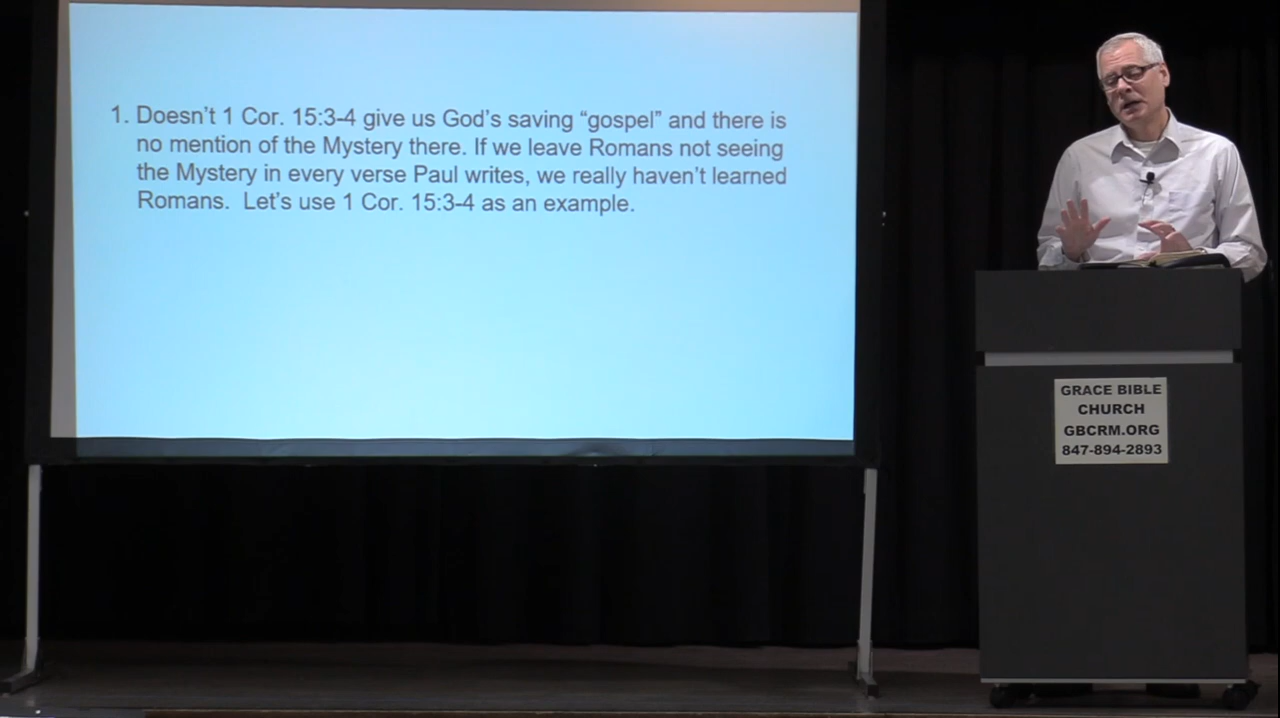 1. Doesn't 1 Cor. 15:3-4 give us God's saving “gospel” and there is
no mention of the Mystery there. If we leave Romans not seeing
the Mystery in every verse Paul writes, we really haven't learned
Romans.  Let's use 1 Cor. 15:3-4 as an example.
GRACE BIBLE
CHURCH
GBCRM.ORG
847-894-2893